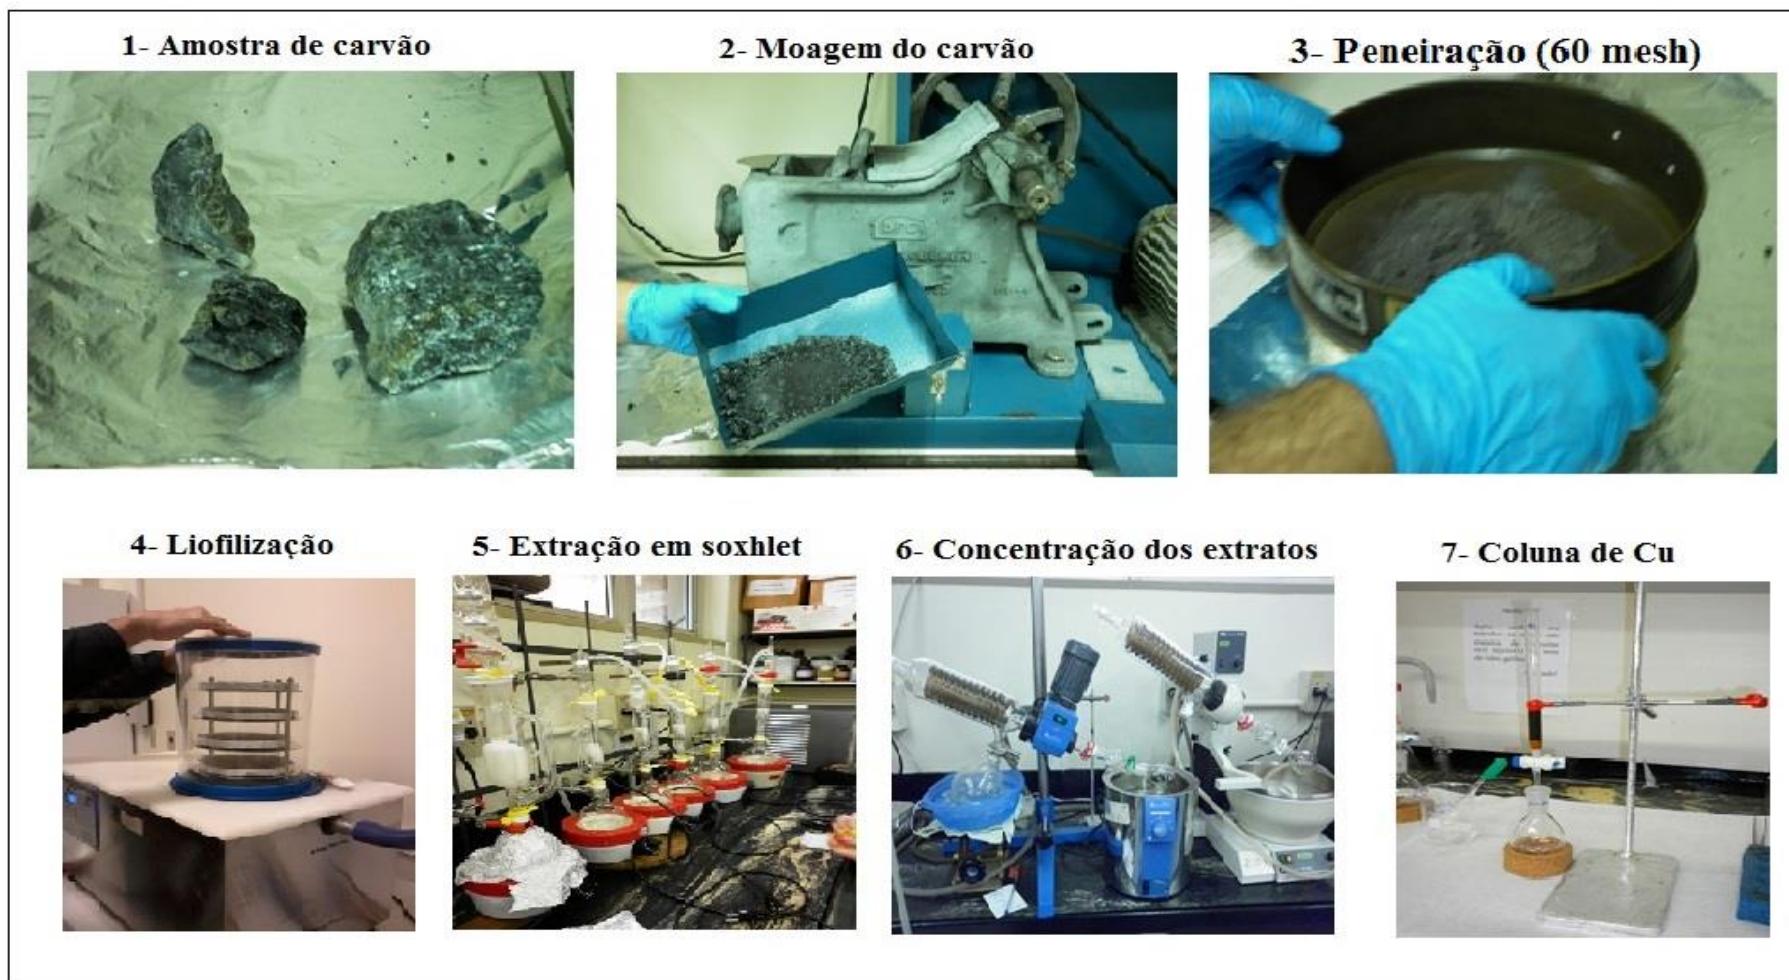 1- Amostra de carvão
2- Moagem do carvão
3- Peneiração (60 mesh)
4- Liofilização
5- Extração em soxhlet
6- Concentração dos extratos
7- Coluna de Cu